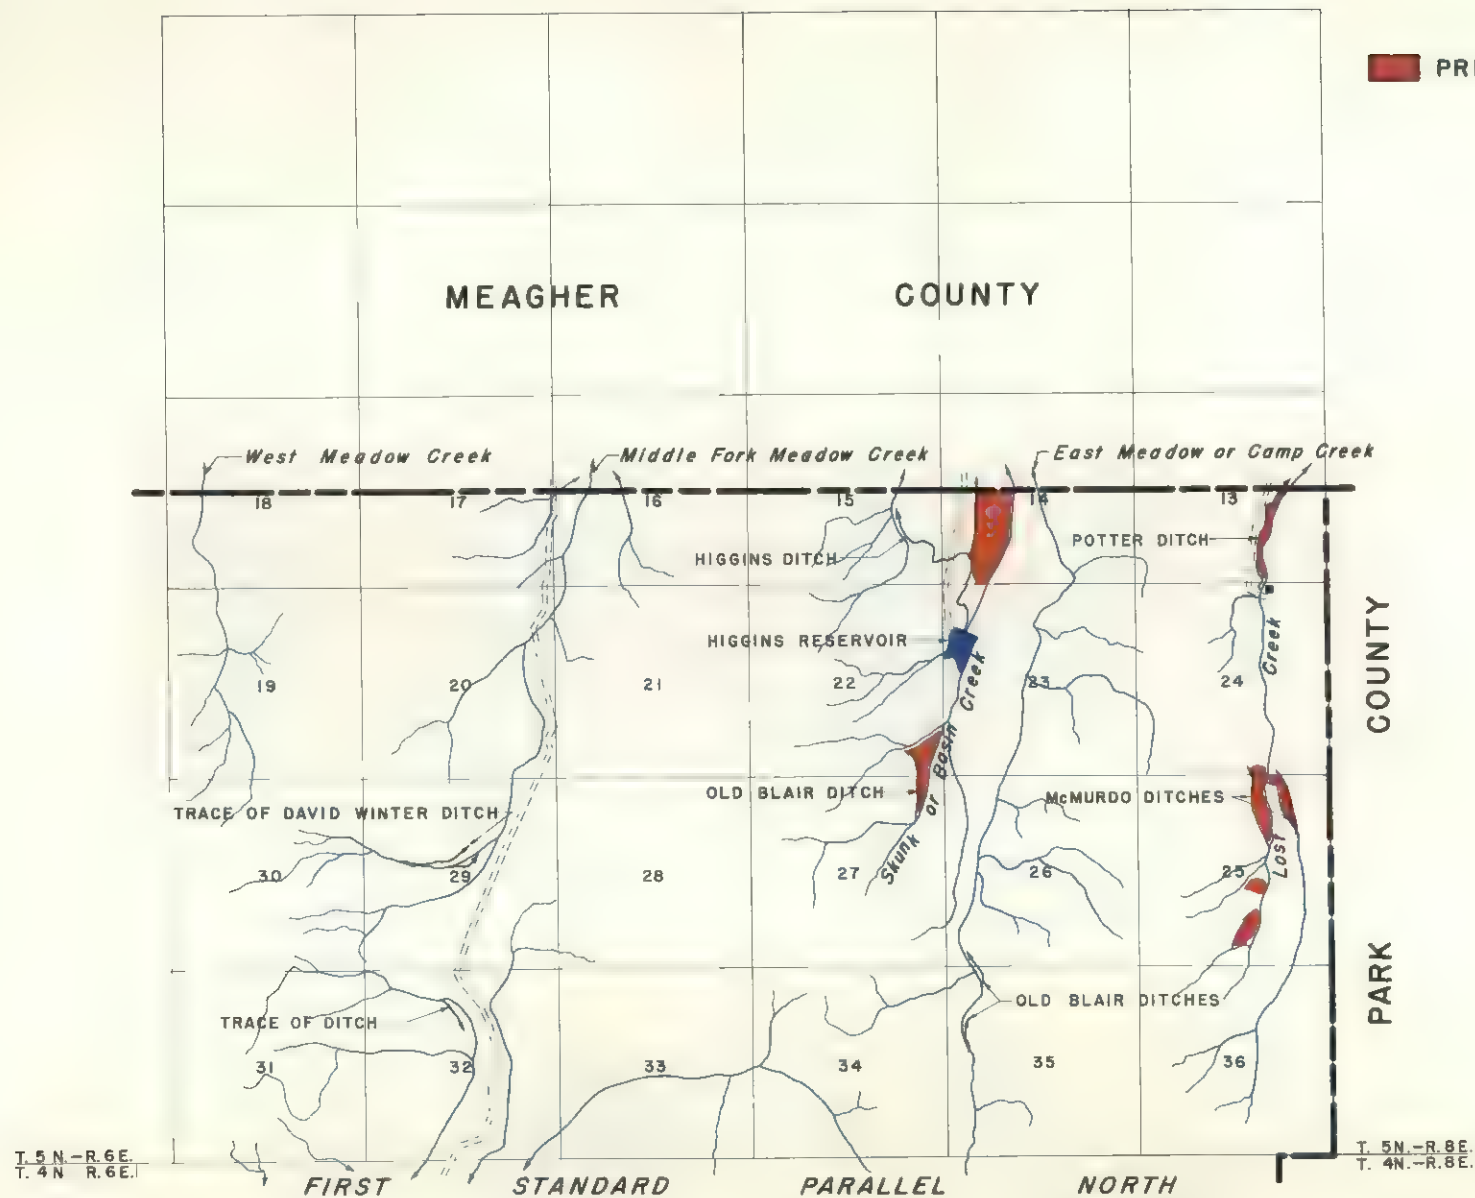 PRI
MEAGHER COUNTY
West Meadow Creek
Middle Fork Meadow Creek
East Meadow or Camp Creek
18 17 16 15 14 13
HIGGINS DITCH
POTTER DITCH
HIGGINS RESERVOIR
Creek
COUNTY
19 20 21 22 23 24
TRACE OF DAVID WINTER DITCH
OLD BLAIR DITCH
Skunk or Basin Creek
McMURDO DITCHES
Lost
30 29 28 27 26 25
PARK
TRACE OF DITCH
OLD BLAIR DITCHES
31 32 33 34 35 36
T. 5 N.-R. 6 E.
T. 4 N R. 6 E.
T. 5N.-R.8E.
T. 4N.-R.8E.
FIRST STANDARD PARALLEL NORTH